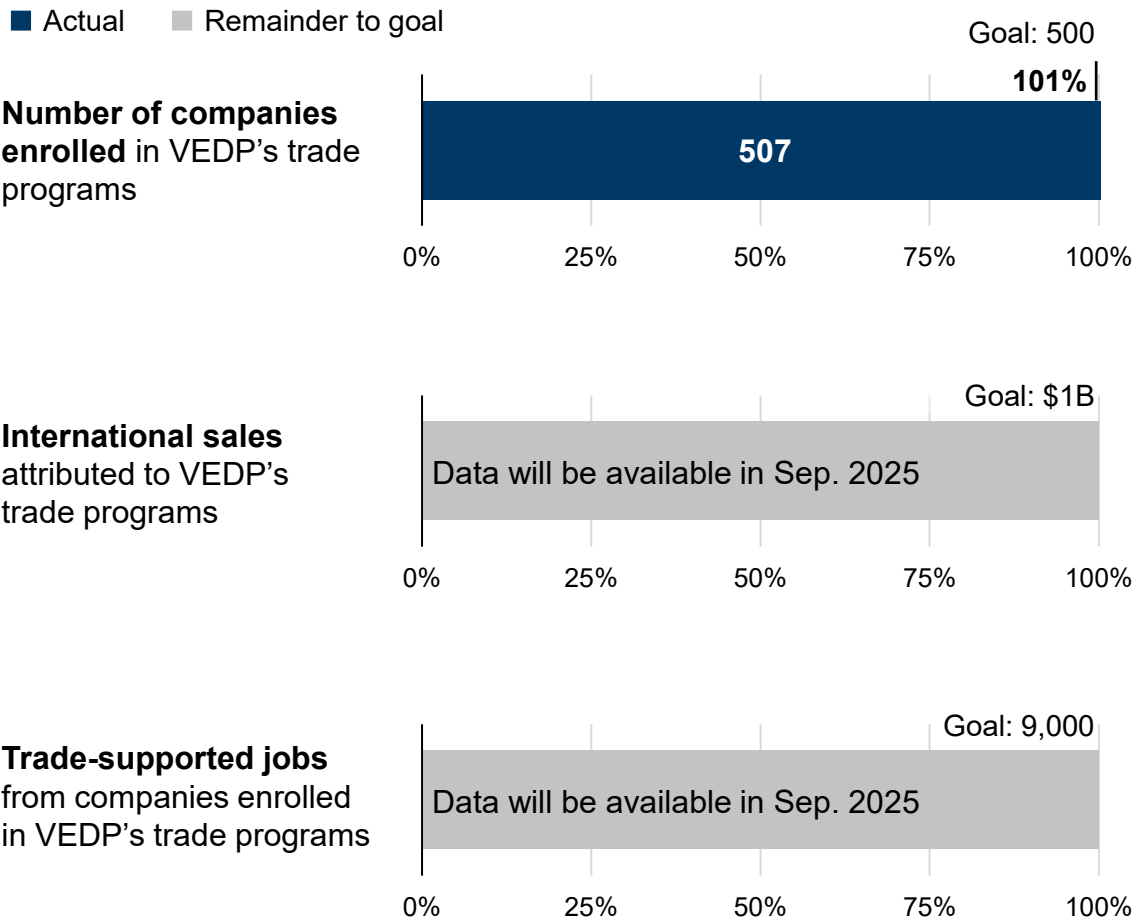 Actual Remainder to goal
Goal: 500
101%
Number of companies
enrolled in VEDP’s trade
programs
507
0% 25% 50% 75% 100%
Goal: $1B
International sales
attributed to VEDP’s
trade programs
Data will be available in Sep. 2025
0% 25% 50% 75% 100%
Goal: 9,000
Trade-supported jobs
from companies enrolled
in VEDP’s trade programs
Data will be available in Sep. 2025
0% 25% 50% 75% 100%